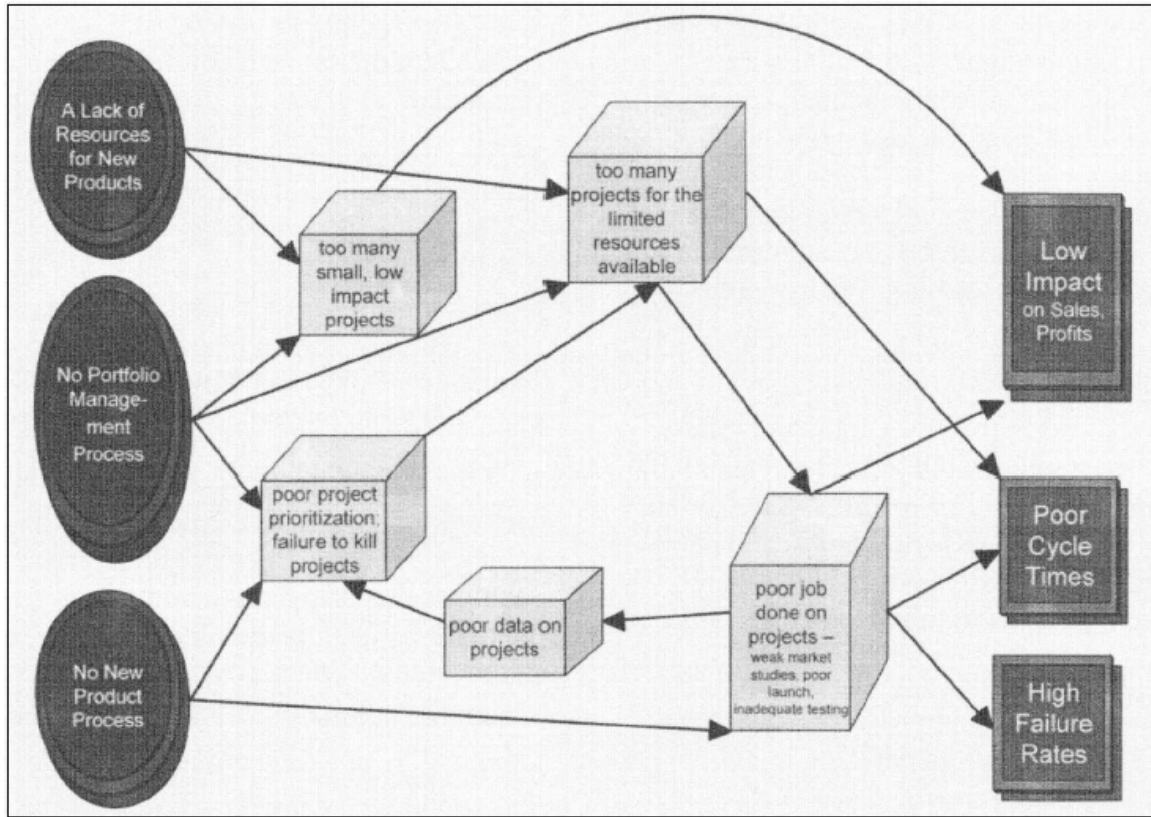 A Lack of
Resources
for New
Products
too many
small, low
impact
projects
too many
projects for the
limited
resources
available
Low
Impact
on Sales,
Profits
No Portfolio
Manage-
ment
Process
poor project
prioritization;
failure to kill
projects
poor data on
projects
poor job
done on
projects –
weak market
studies, poor
launch,
inadequate testing
Poor
Cycle
Times
No New
Product
Process
High
Failure
Rates